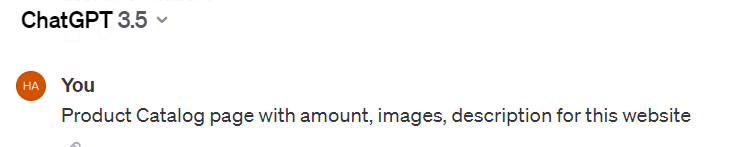 ChatGPT 3.5
HA
You
Product Catalog page with amount, images, description for this website